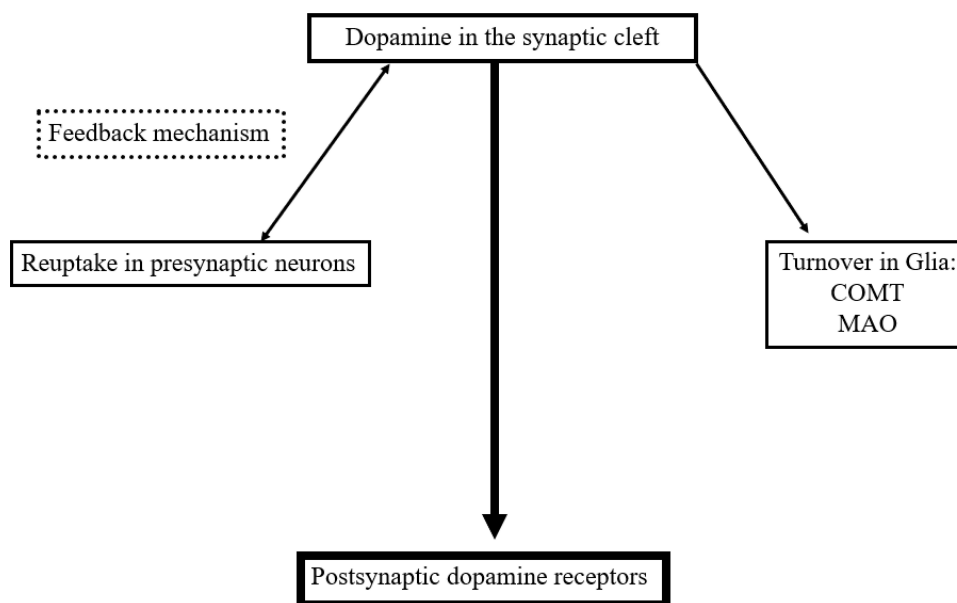 Dopamine in the synaptic cleft
Feedback mechanism
Reuptake in presynaptic neurons
Turnover in Glia:
COMT
MAO
Postsynaptic dopamine receptors